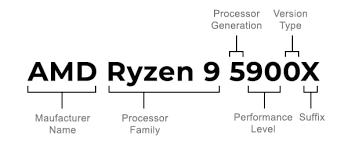 Processor Generation
Version Type
AMD Ryzen 9 5900X
Maufacturer Name
Processor Family
Performance Level
Suffix